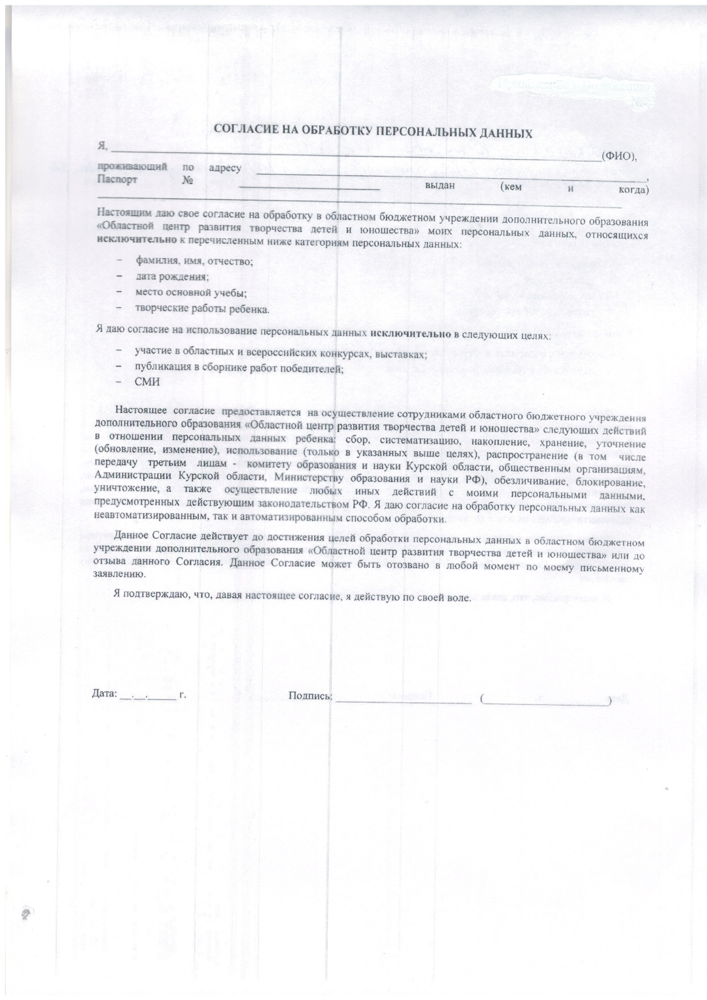 Приложение к Положению
№2
СОГЛАСИЕ НА ОБРАБОТКУ ПЕРСОНАЛЬНЫХ ДАННЫХ
Я, ______________________________(ФИО),
проживающий по адресу ______________________________,
Паспорт № ____________________ выдан (кем и когда)
______________________________
Настоящим даю свое согласие на обработку в областном бюджетном учреждении дополнительного образования
«Областной центр развития творчества детей и юношества» моих персональных данных, относящихся
исключительно к перечисленным ниже категориям персональных данных:
− фамилия, имя, отчество;
− дата рождения;
− место основной учебы;
− творческие работы ребенка.
Я даю согласие на использование персональных данных исключительно в следующих целях:
− участие в областных и всероссийских конкурсах, выставках;
− публикация в сборнике работ победителей;
− СМИ
Настоящее согласие предоставляется на осуществление сотрудниками областного бюджетного учреждения
дополнительного образования «Областной центр развития творчества детей и юношества» следующих действий
в отношении персональных данных ребенка: сбор, систематизацию, накопление, хранение, уточнение
(обновление, изменение), использование (только в указанных выше целях), распространение (в том числе
передачу третьим лицам - комитету образования и науки Курской области, общественным организациям,
Администрации Курской области, Министерству образования и науки РФ), обезличивание, блокирование,
уничтожение, а также осуществление любых иных действий с моими персональными данными,
предусмотренных действующим законодательством РФ. Я даю согласие на обработку персональных данных как
неавтоматизированным, так и автоматизированным способом обработки.
Данное Согласие действует до достижения целей обработки персональных данных в областном бюджетном
учреждении дополнительного образования «Областной центр развития творчества детей и юношества» или до
отзыва данного Согласия. Данное Согласие может быть отозвано в любой момент по моему письменному
заявлению.
Я подтверждаю, что, давая настоящее согласие, я действую по своей воле.
Дата: __.__._____ г. Подпись: ______________________ (____________________)